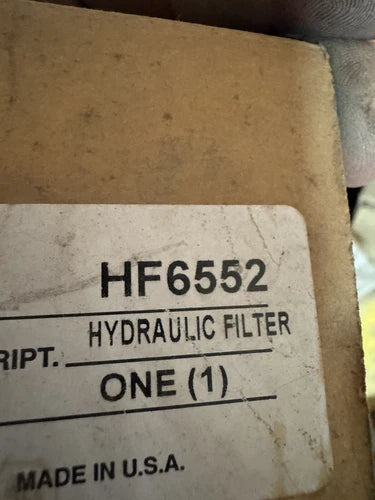 HF6552
RIPT. HYDRAULIC FILTER
ONE (1)
MADE IN U.S.A.